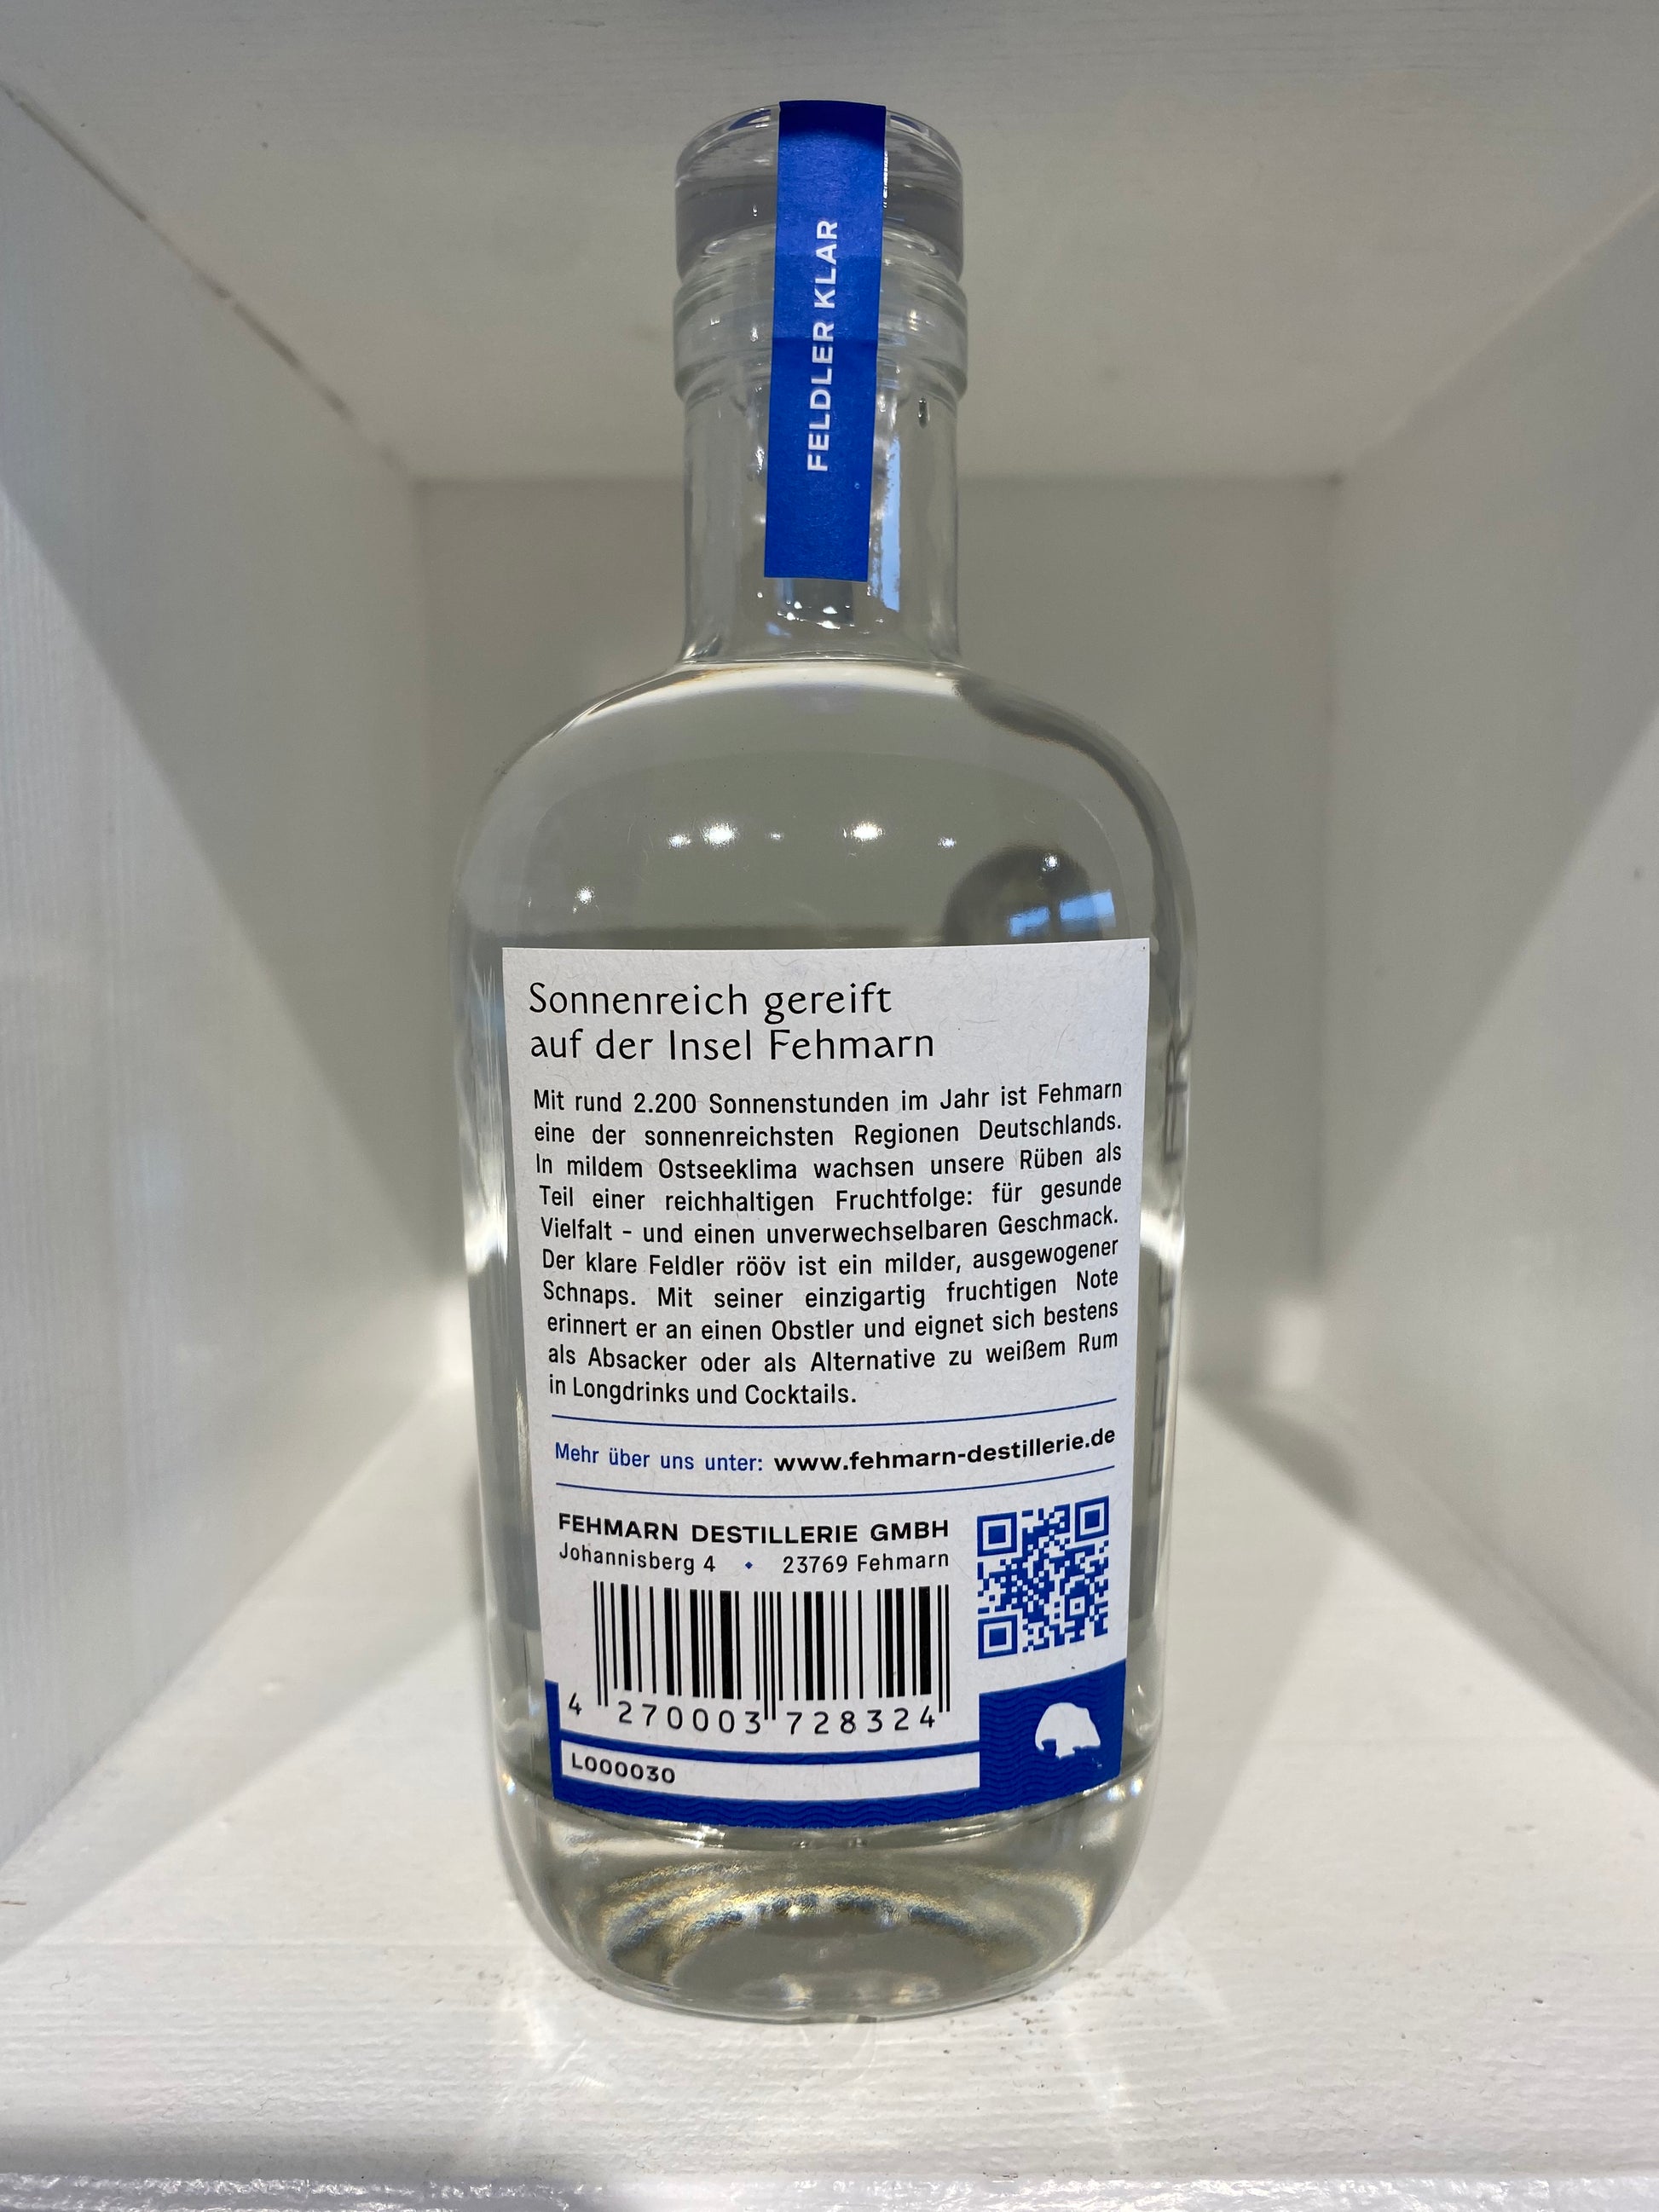 FELDLER KLAR
Sonnenreich gereift
auf der Insel Fehmarn
Mit rund 2.200 Sonnenstunden im Jahr ist Fehmarn
eine der sonnenreichsten Regionen Deutschlands.
In mildem Ostseeklima wachsen unsere Rüben als
Teil einer reichhaltigen Fruchtfolge: für gesunde
Vielfalt - und einen unverwechselbaren Geschmack.
Der klare Feldler rööv ist ein milder, ausgewogener
Schnaps. Mit seiner einzigartig fruchtigen Note
erinnert er an einen Obstler und eignet sich bestens
als Absacker oder als Alternative zu weißem Rum
in Longdrinks und Cocktails.
Mehr über uns unter: www.fehmarn-destillerie.de
FEHMARN DESTILLERIE GMBH
Johannisberg 4 • 23769 Fehmarn
4 270003 728324
L000030